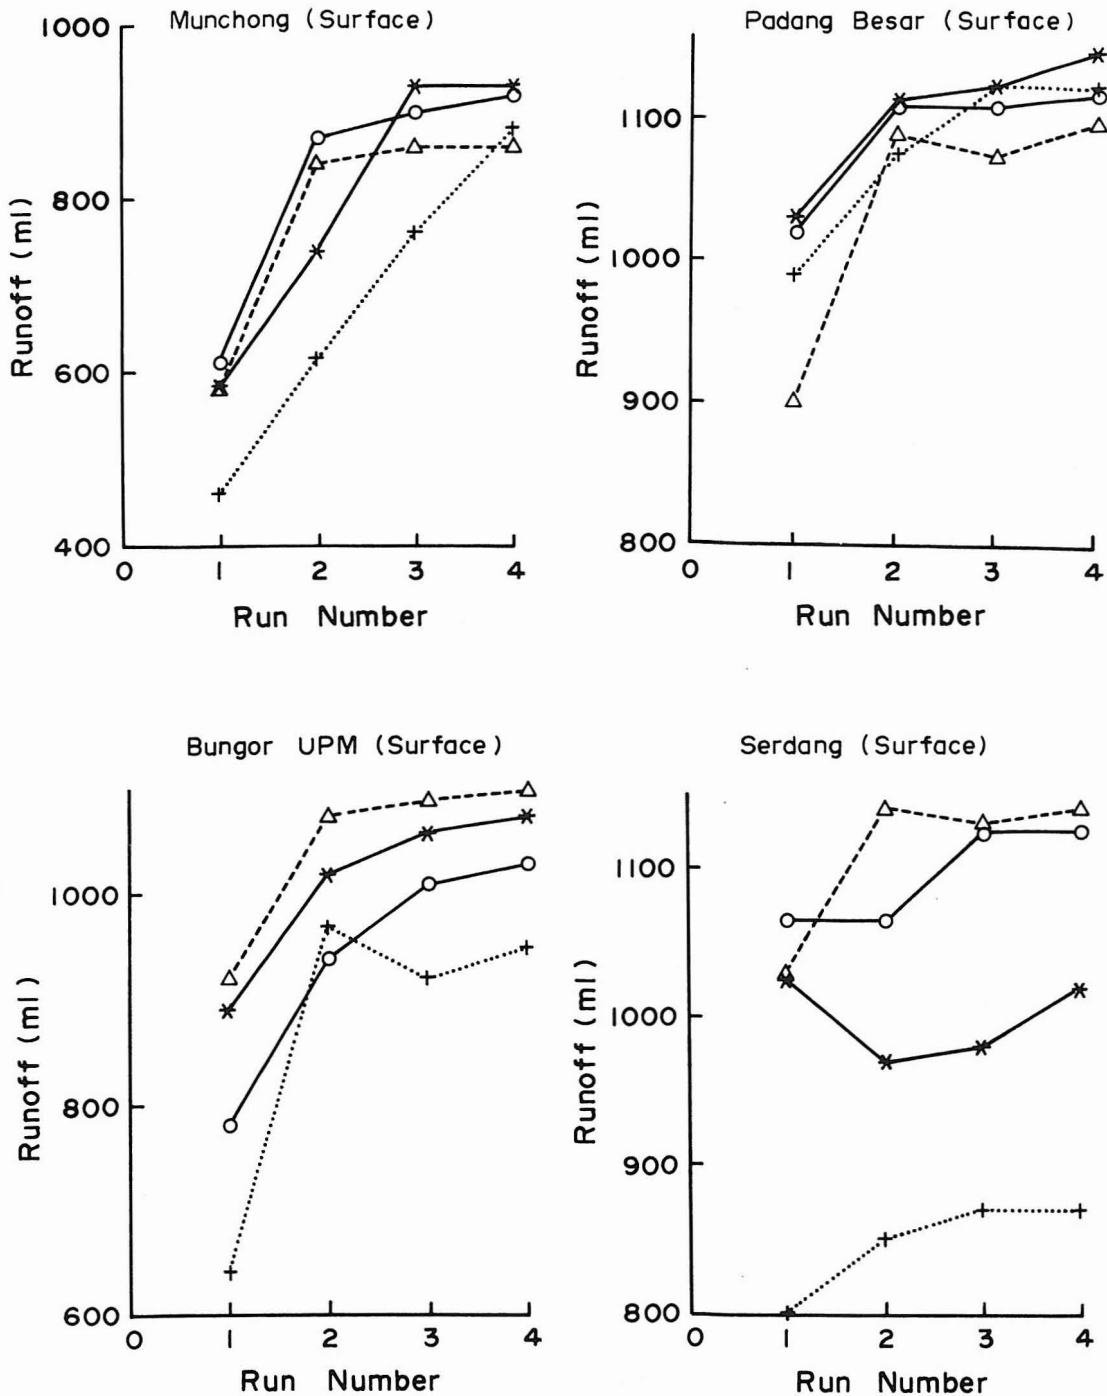 Munchong (Surface)
1000
800
600
400
Runoff (ml)
0 1 2 3 4
Run Number
Padang Besar (Surface)
1100
1000
900
800
Runoff (ml)
0 1 2 3 4
Run Number
Bungor UPM (Surface)
1000
800
600
Runoff (ml)
0 1 2 3 4
Run Number
Serdang (Surface)
1100
1000
900
800
Runoff (ml)
0 1 2 3 4
Run Number